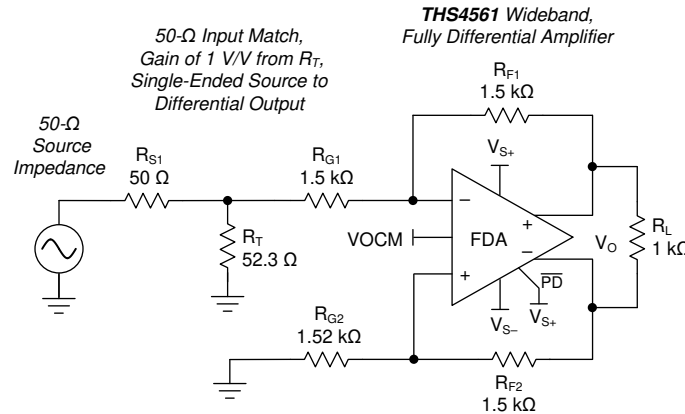 THS4561 Wideband,
Fully Differential Amplifier
50-Ω Input Match,
Gain of 1 V/V from RT,
Single-Ended Source to
Differential Output
50-Ω
Source
Impedance
RS1
50 Ω
RG1
1.5 kΩ
RF1
1.5 kΩ
VS+
RT
52.3 Ω
VOCM
−
+
FDA
+
−
VO
RL
1 kΩ
PD
VS−
VS+
RG2
1.52 kΩ
RF2
1.5 kΩ